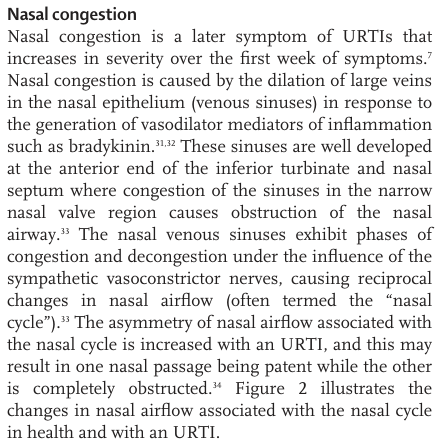 Nasal congestion
Nasal congestion is a later symptom of URTIs that
increases in severity over the first week of symptoms.⁷
Nasal congestion is caused by the dilation of large veins
in the nasal epithelium (venous sinuses) in response to
the generation of vasodilator mediators of inflammation
such as bradykinin.³¹,³² These sinuses are well developed
at the anterior end of the inferior turbinate and nasal
septum where congestion of the sinuses in the narrow
nasal valve region causes obstruction of the nasal
airway.³³ The nasal venous sinuses exhibit phases of
congestion and decongestion under the influence of the
sympathetic vasoconstrictor nerves, causing reciprocal
changes in nasal airflow (often termed the “nasal
cycle”).³³ The asymmetry of nasal airflow associated with
the nasal cycle is increased with an URTI, and this may
result in one nasal passage being patent while the other
is completely obstructed.³⁴ Figure 2 illustrates the
changes in nasal airflow associated with the nasal cycle
in health and with an URTI.